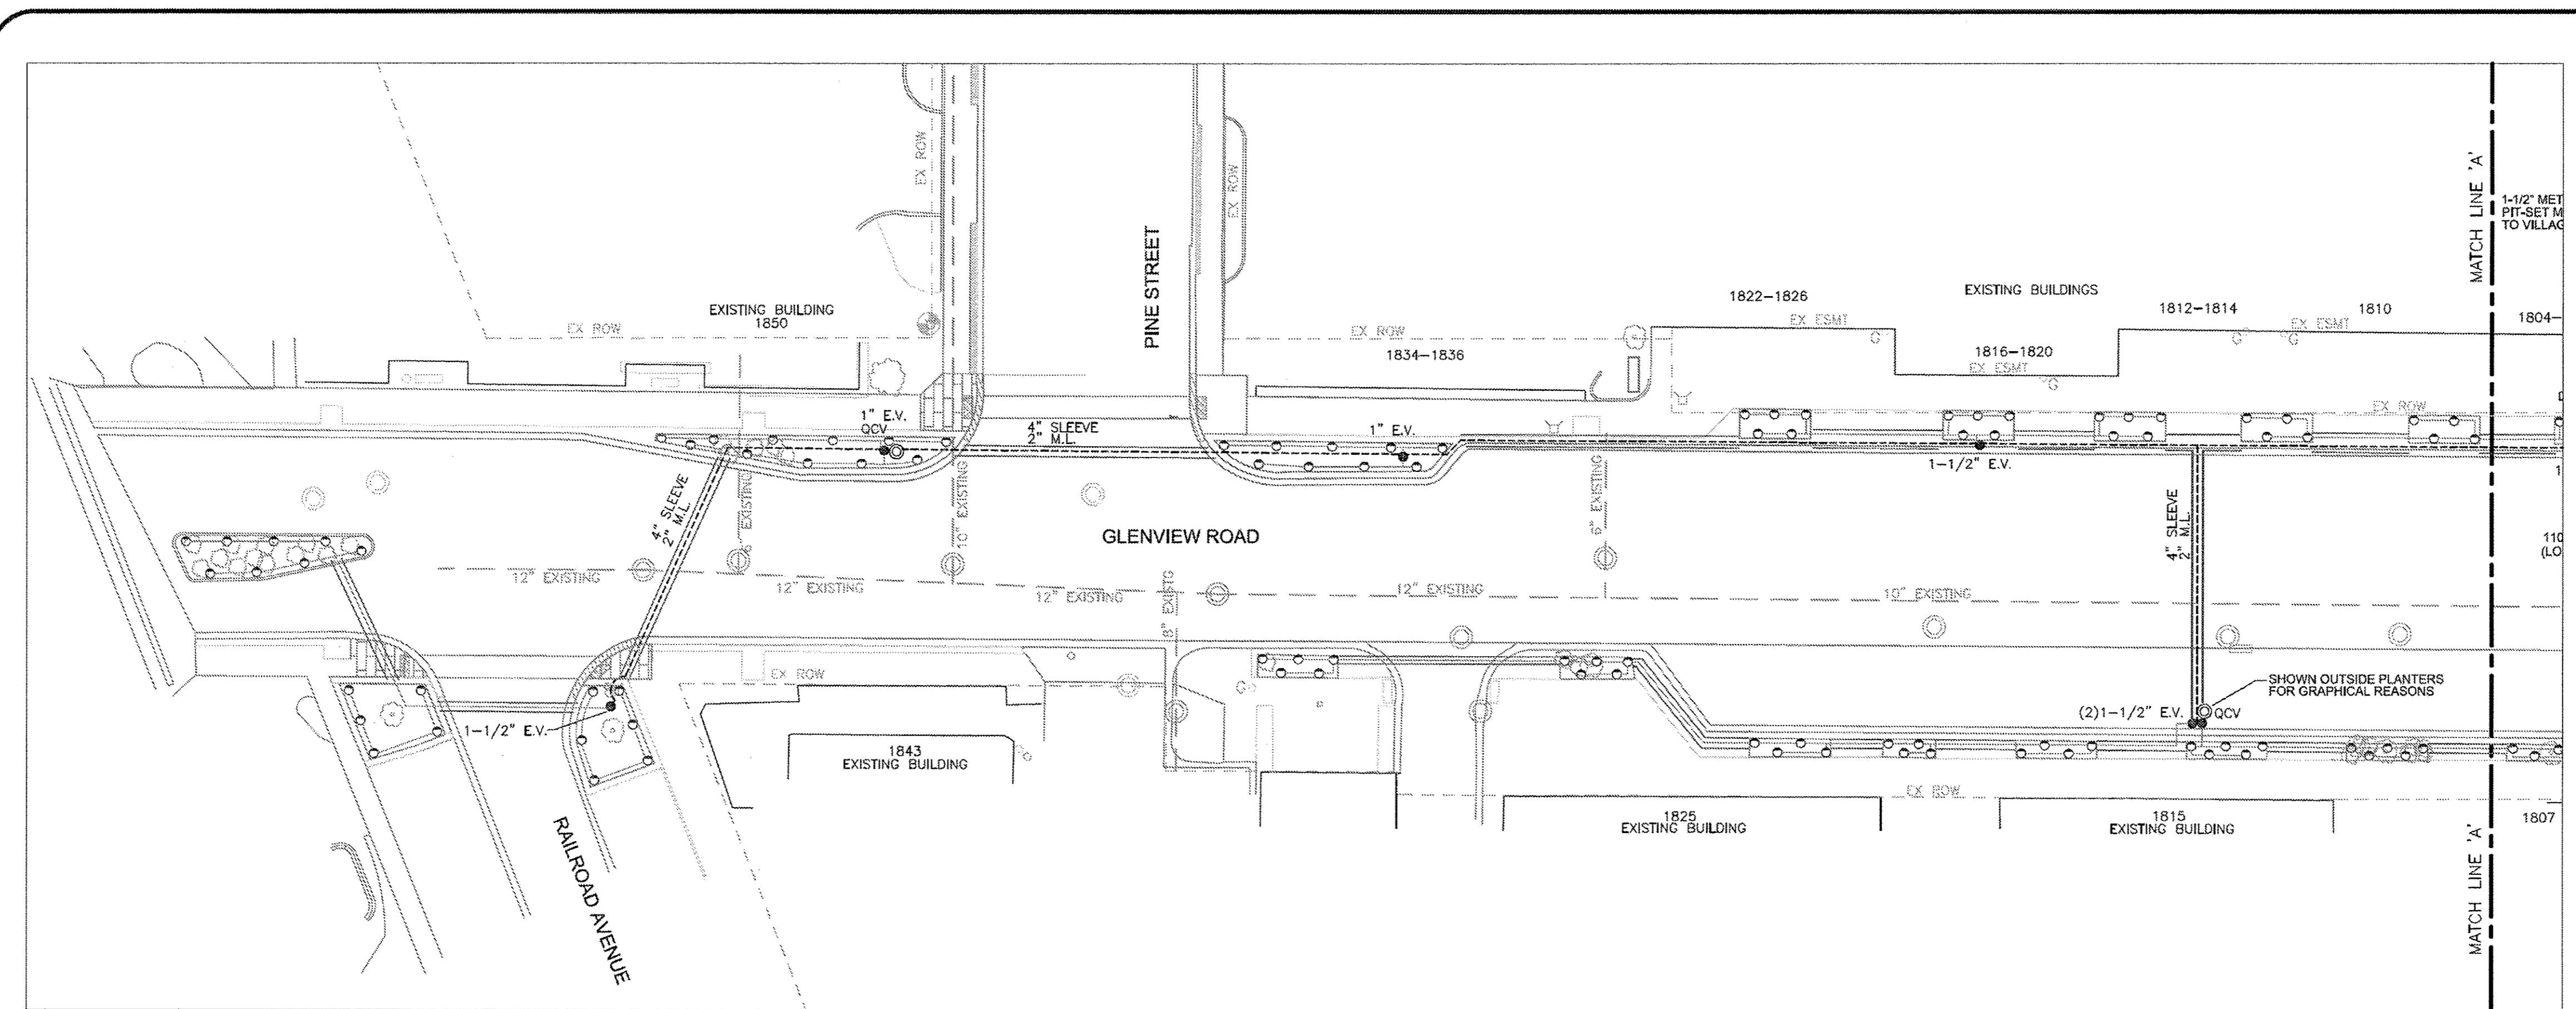 EX ROW
EX ROW
PINE STREET
MATCH LINE 'A'
1-1/2" MET
PIT-SET M
TO VILLAG
EXISTING BUILDING
1850
EX ROW
EX ROW
1834-1836
1822-1826
EX ESMT
EXISTING BUILDINGS
1816-1820
EX ESMT
1812-1814
EX ESMT
1810
1804-
G
G
G
G
EX ROW
1" E.V.
QCV
4" SLEEVE
2" M.L.
1" E.V.
1-1/2" E.V.
4" SLEEVE
2" M.L.
EXISTING
10" EXISTING
6" EXISTING
4" SLEEVE
2" M.L.
GLENVIEW ROAD
110
(LO
12" EXISTING
12" EXISTING
12" EXISTING
12" EXISTING
10" EXISTING
8" EXISTG
EX ROW
G
SHOWN OUTSIDE PLANTERS
FOR GRAPHICAL REASONS
(2)1-1/2" E.V.
QCV
1-1/2" E.V.
1843
EXISTING BUILDING
EX ROW
1825
EXISTING BUILDING
1815
EXISTING BUILDING
1807
RAILROAD AVENUE
MATCH LINE 'A'